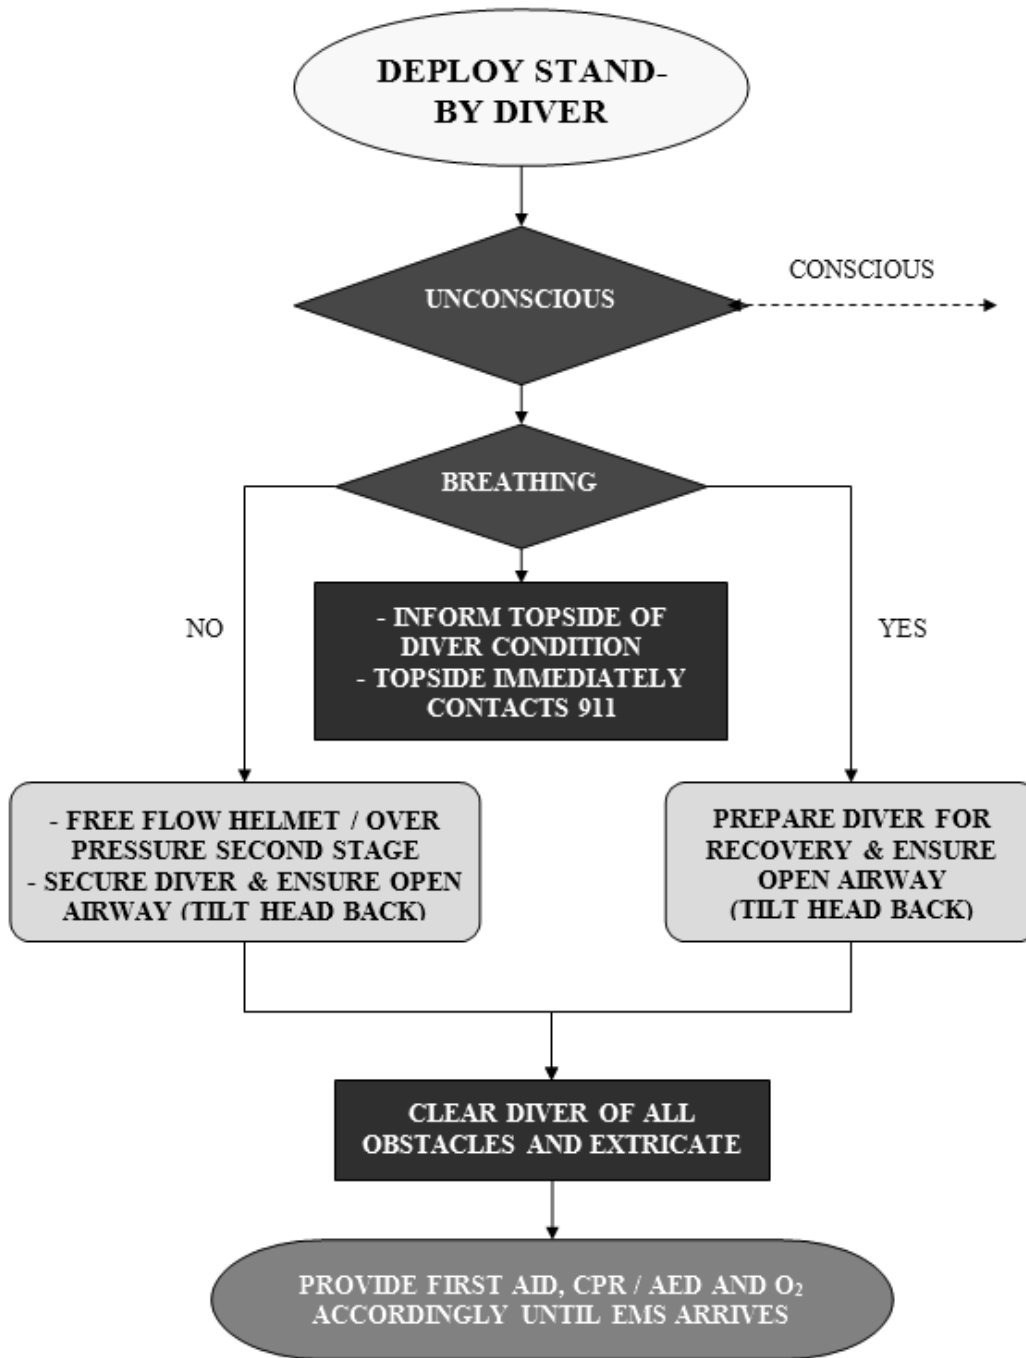 DEPLOY STAND-
BY DIVER
CONSCIOUS
UNCONSCIOUS
BREATHING
- INFORM TOPSIDE OF
DIVER CONDITION
- TOPSIDE IMMEDIATELY
CONTACTS 911
NO
YES
- FREE FLOW HELMET / OVER
PRESSURE SECOND STAGE
- SECURE DIVER & ENSURE OPEN
AIRWAY (TILT HEAD BACK)
PREPARE DIVER FOR
RECOVERY & ENSURE
OPEN AIRWAY
(TILT HEAD BACK)
CLEAR DIVER OF ALL
OBSTACLES AND EXTRICATE
PROVIDE FIRST AID, CPR / AED AND O₂
ACCORDINGLY UNTIL EMS ARRIVES